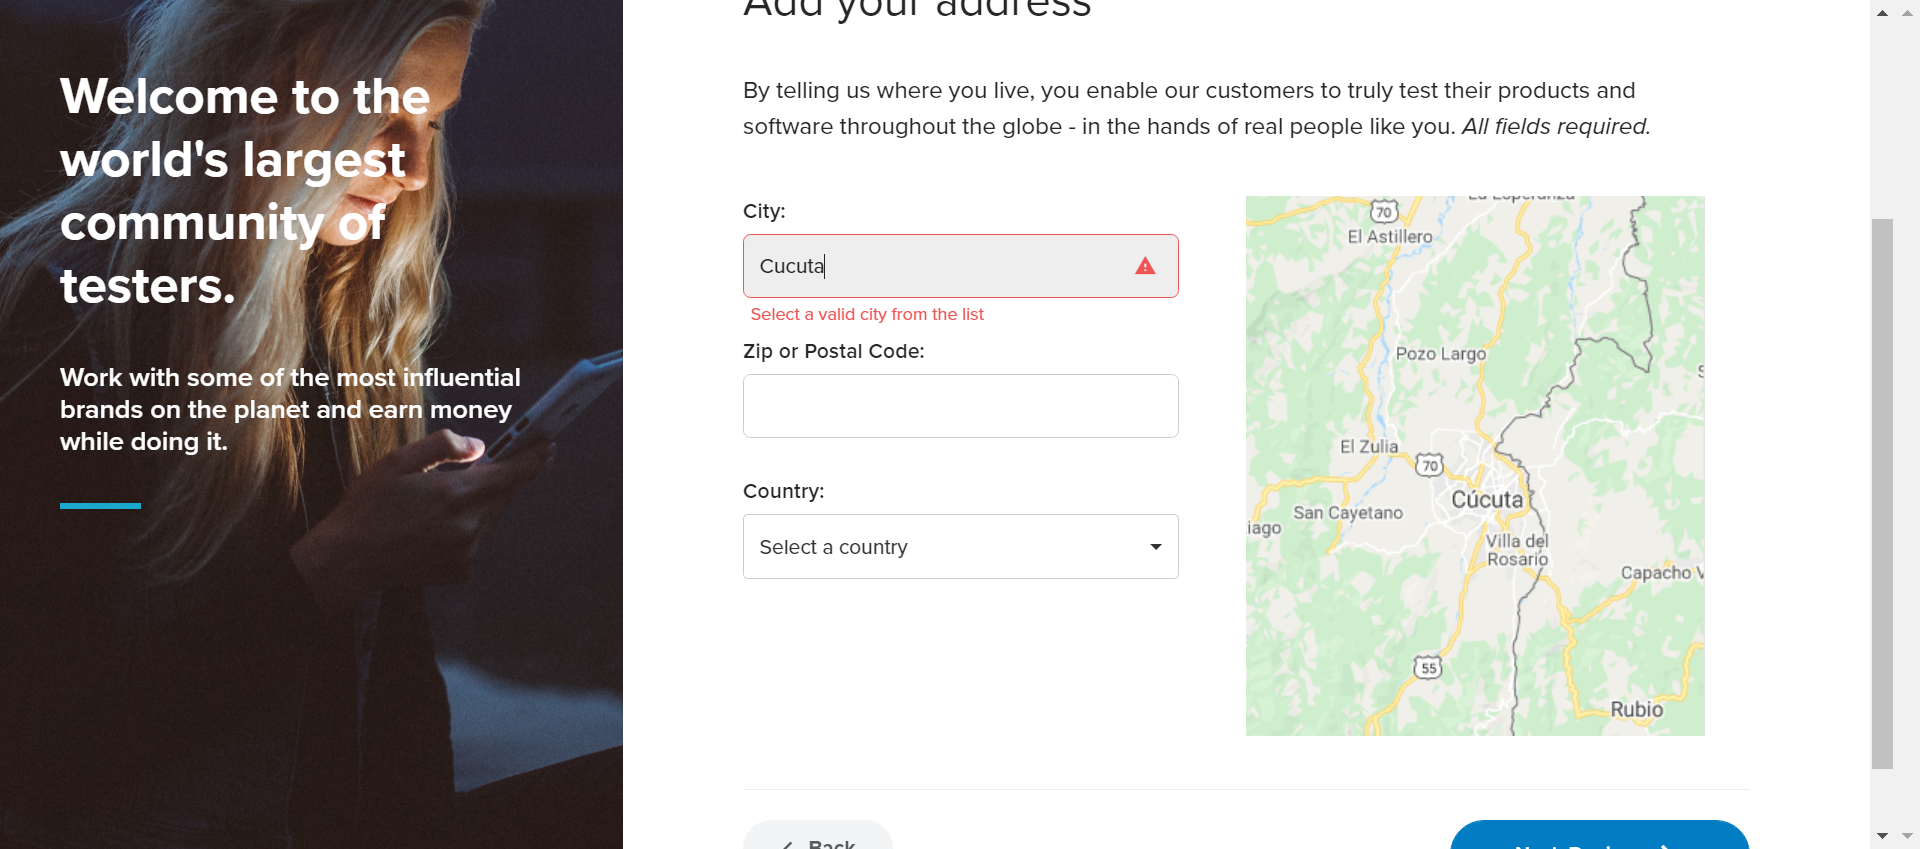 Welcome to the
world's largest
community of
testers.
Work with some of the most influential
brands on the planet and earn money
while doing it.
Add your address
By telling us where you live, you enable our customers to truly test their products and
software throughout the globe - in the hands of real people like you. All fields required.
City:
Cucuta
Select a valid city from the list
Zip or Postal Code:
Country:
Select a country
La Esperanza
70
El Astillero
Pozo Largo
El Zulia
70
Cúcuta
San Cayetano
iago
Villa del
Rosario
Capacho V
55
Rubio
Back